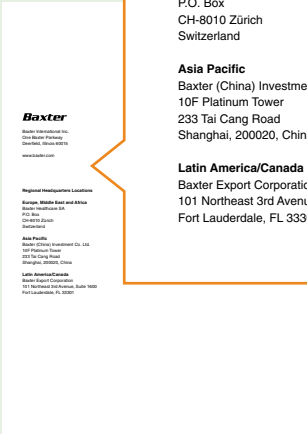 Baxter
Baxter International Inc.
One Baxter Parkway
Deerfield, Illinois 60015
www.baxter.com
Regional Headquarters Locations
Europe, Middle East and Africa
Baxter Healthcare SA
P.O. Box
CH-8010 Zürich
Switzerland
Asia Pacific
Baxter (China) Investment Co. Ltd.
10F Platinum Tower
233 Tai Cang Road
Shanghai, 200020, China
Latin America/Canada
Baxter Export Corporation
101 Northeast 3rd Avenue, Suite 1600
Fort Lauderdale, FL 33301
P.O. Box
CH-8010 Zürich
Switzerland
Asia Pacific
Baxter (China) Investme
10F Platinum Tower
233 Tai Cang Road
Shanghai, 200020, Chin
Latin America/Canada
Baxter Export Corporatio
101 Northeast 3rd Avenu
Fort Lauderdale, FL 3330